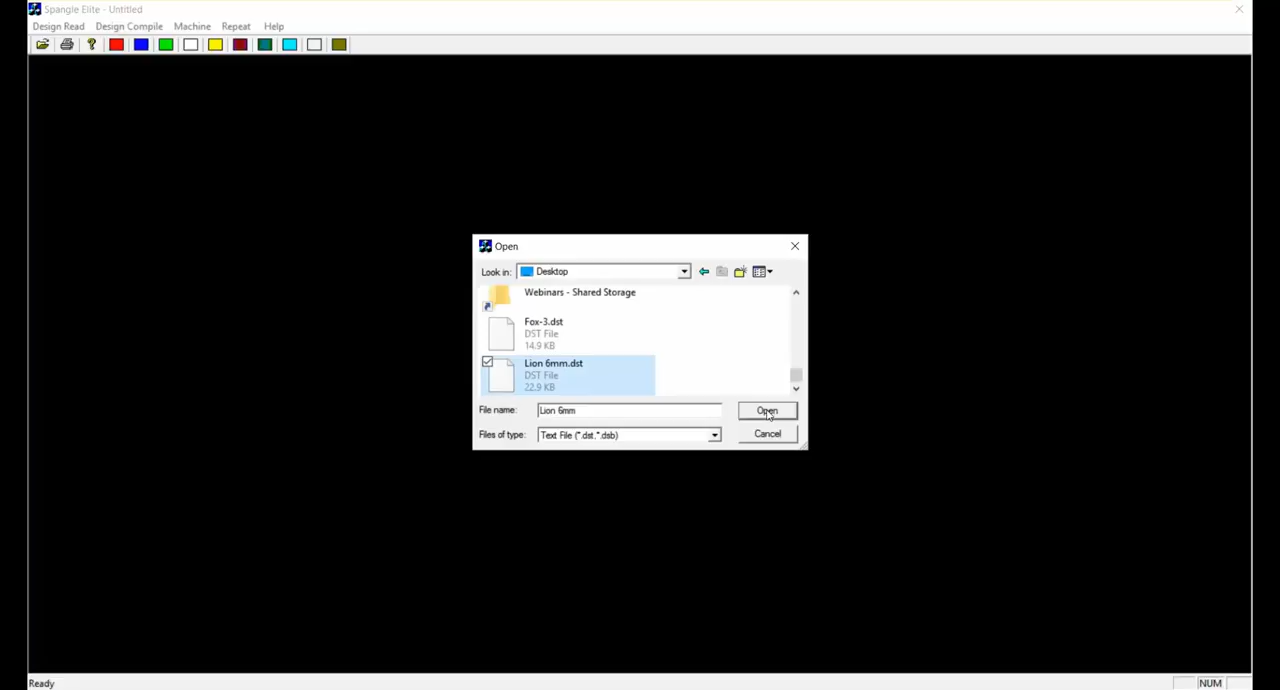 Spangle Elite - Untitled
Design Read Design Compile Machine Repeat Help
Open
Look in: Desktop
Webinars - Shared Storage
Fox-3.dst
DST File
14.9 KB
Lion 6mm.dst
DST File
22.9 KB
File name: Lion 6mm Open
Files of type: Text File (*.dst,*.dsb) Cancel
Ready NUM